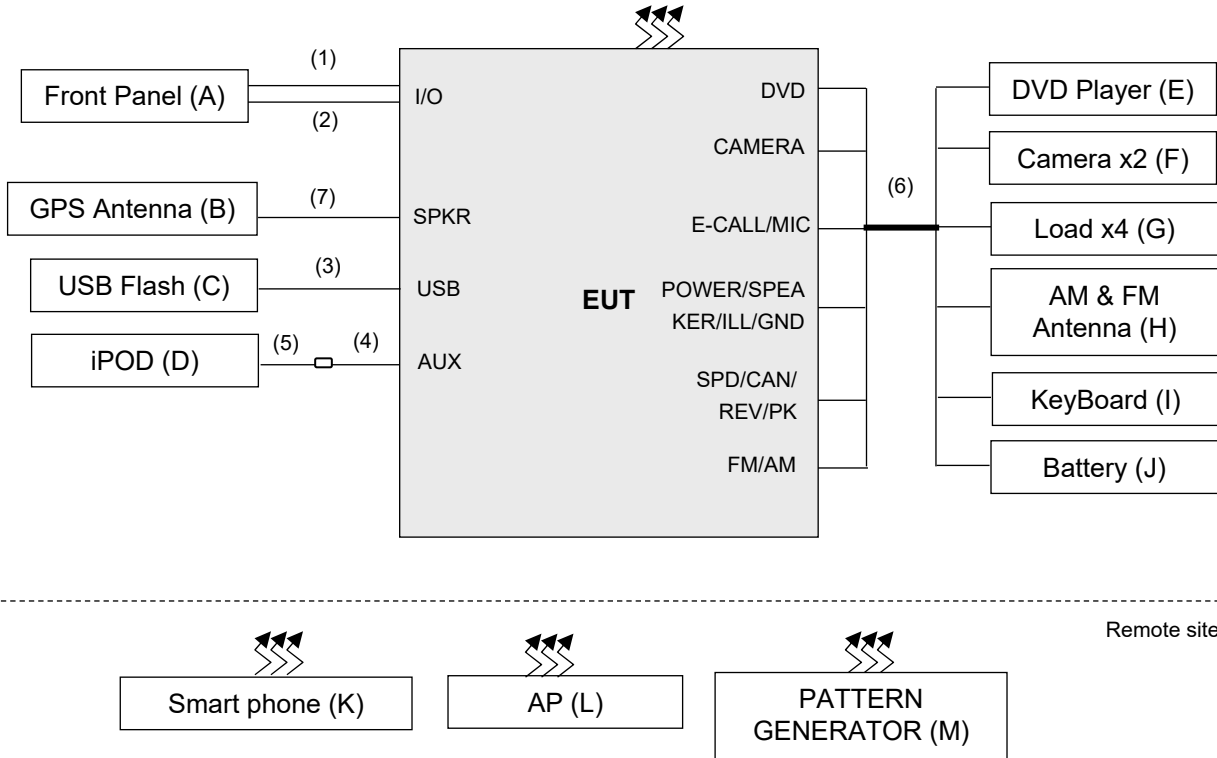 (1)
Front Panel (A)
I/O
(2)
GPS Antenna (B)
(7)
SPKR
USB Flash (C)
(3)
USB
iPOD (D)
(5)
(4)
AUX
EUT
DVD
CAMERA
E-CALL/MIC
POWER/SPEA
KER/ILL/GND
SPD/CAN/
REV/PK
FM/AM
(6)
DVD Player (E)
Camera x2 (F)
Load x4 (G)
AM & FM
Antenna (H)
KeyBoard (I)
Battery (J)
Remote site
Smart phone (K)
AP (L)
PATTERN
GENERATOR (M)